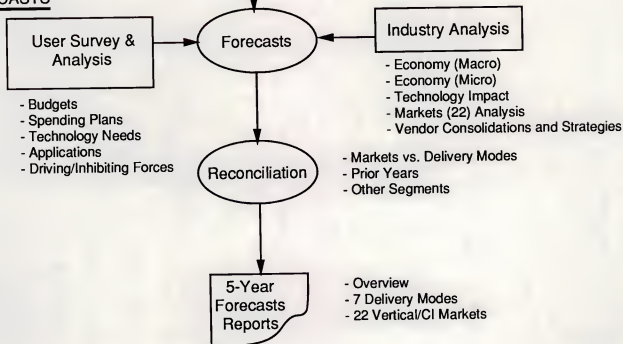 User Survey &
Analysis
- Budgets
- Spending Plans
- Technology Needs
- Applications
- Driving/Inhibiting Forces
Forecasts
Industry Analysis
- Economy (Macro)
- Economy (Micro)
- Technology Impact
- Markets (22) Analysis
- Vendor Consolidations and Strategies
Reconciliation
- Markets vs. Delivery Modes
- Prior Years
- Other Segments
5-Year
Forecasts
Reports
- Overview
- 7 Delivery Modes
- 22 Vertical/CI Markets